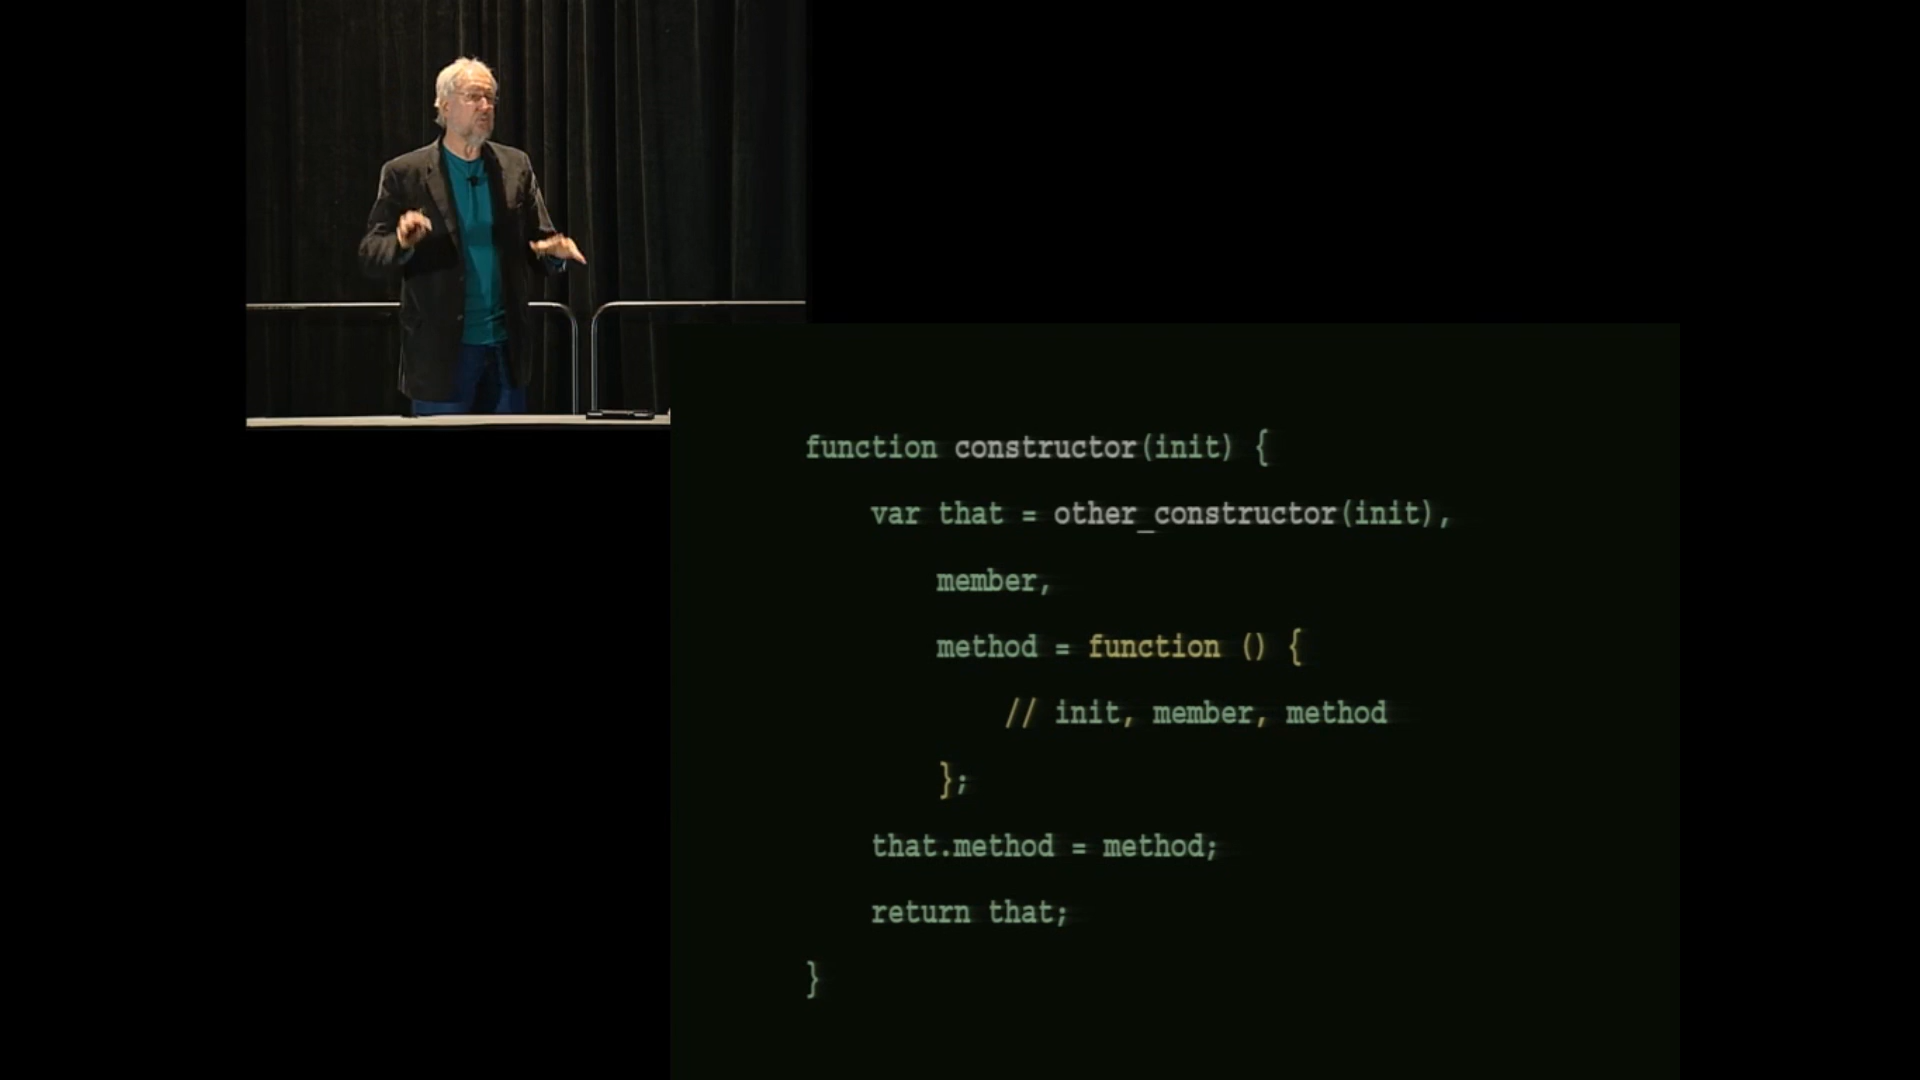 function constructor(init) {
var that = other_constructor(init),
member,
method = function () {
// init, member, method
};
that.method = method;
return that;
}